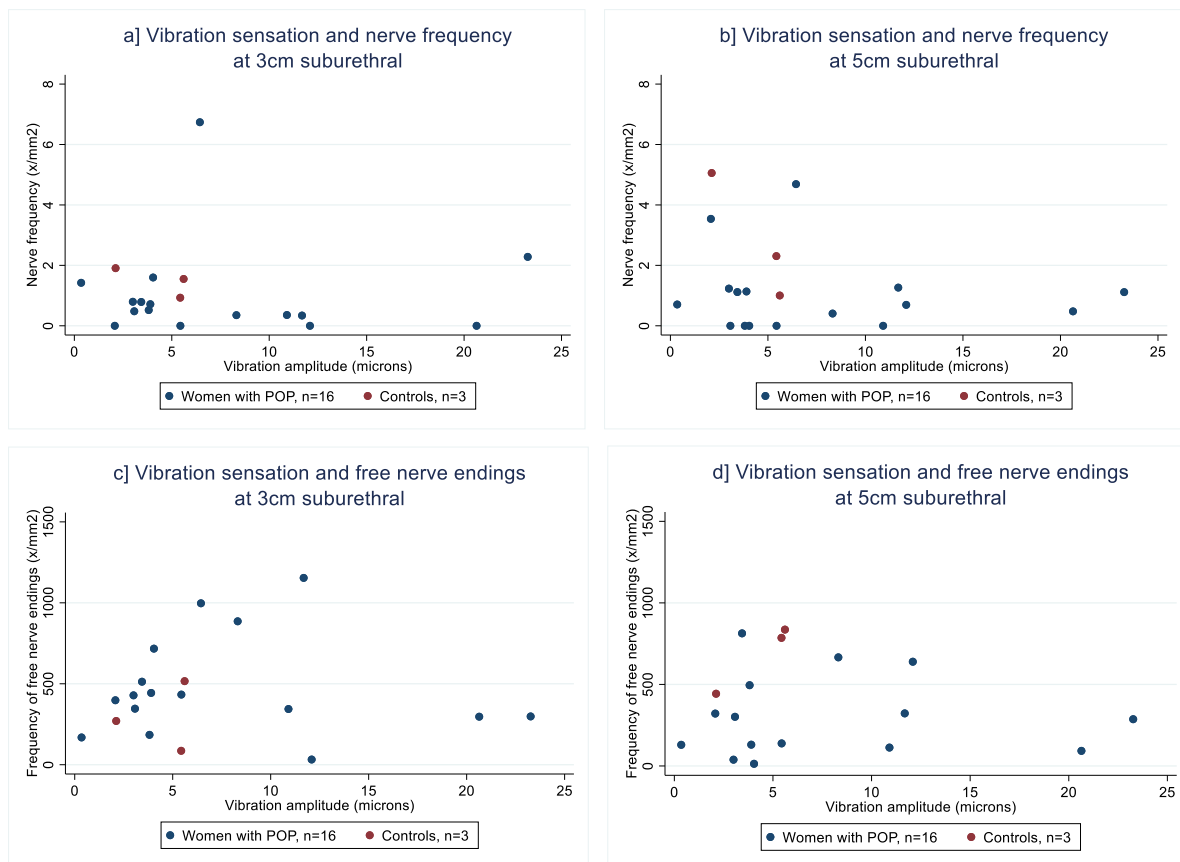 a] Vibration sensation and nerve frequency
at 3cm suburethral
Nerve frequency (x/mm2)
8
6
4
2
0
0 5 10 15 20 25
Vibration amplitude (microns)
Women with POP, n=16 Controls, n=3
b] Vibration sensation and nerve frequency
at 5cm suburethral
Nerve frequency (x/mm2)
8
6
4
2
0
0 5 10 15 20 25
Vibration amplitude (microns)
Women with POP, n=16 Controls, n=3
c] Vibration sensation and free nerve endings
at 3cm suburethral
Frequency of free nerve endings (x/mm2)
1500
1000
500
0
0 5 10 15 20 25
Vibration amplitude (microns)
Women with POP, n=16 Controls, n=3
d] Vibration sensation and free nerve endings
at 5cm suburethral
Frequency of free nerve endings (x/mm2)
1500
1000
500
0
0 5 10 15 20 25
Vibration amplitude (microns)
Women with POP, n=16 Controls, n=3